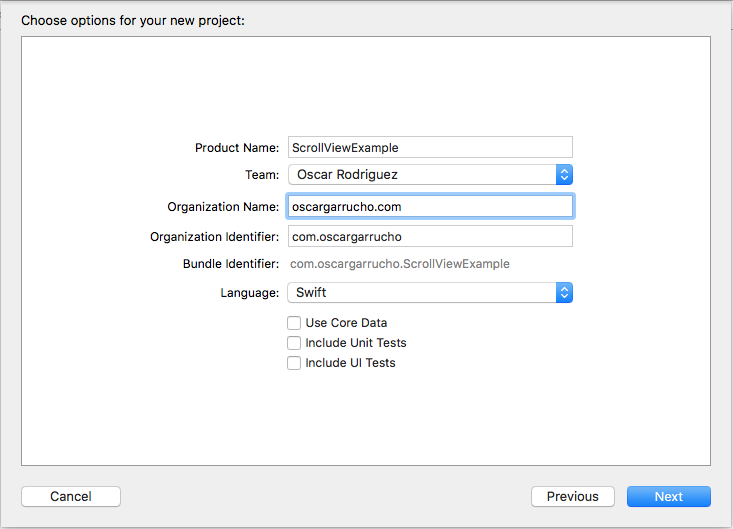 Choose options for your new project:
Product Name: ScrollViewExample
Team: Oscar Rodriguez
Organization Name: oscargarrucho.com
Organization Identifier: com.oscargarrucho
Bundle Identifier: com.oscargarrucho.ScrollViewExample
Language: Swift
Use Core Data
Include Unit Tests
Include UI Tests
Cancel Previous Next